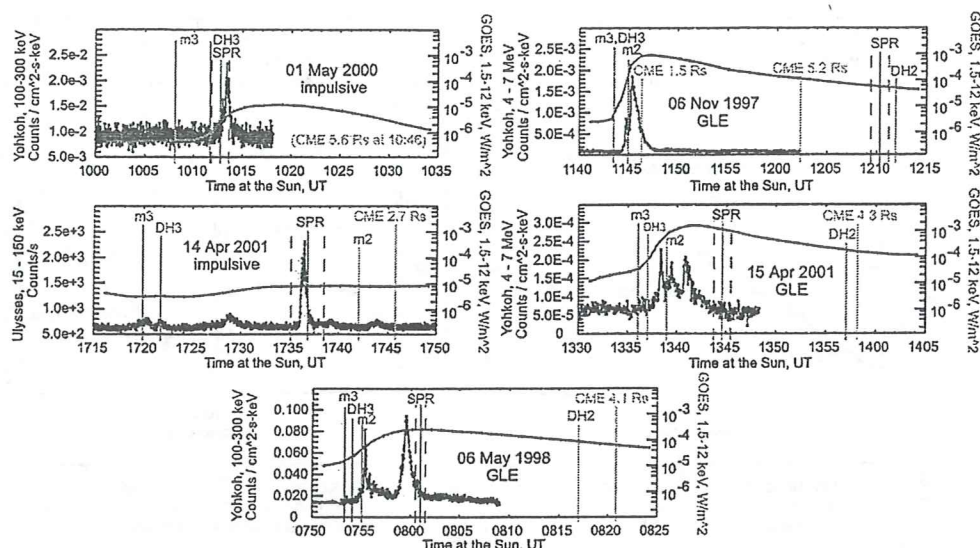 Yohkoh, 100-300 keV
Counts / cm^2-s-keV
2.5e-2
2.0e-2
1.5e-2
1.0e-2
5.0e-3
m3
DH3
SPR
01 May 2000
impulsive
(CME 5.6 Rs at 10:46)
10^-3
10^-4
10^-5
10^-6
GOES, 1.5-12 keV, W/m^2
1000 1005 1010 1015 1020 1025 1030 1035
Time at the Sun, UT
Yohkoh, 4 - 7 MeV
Counts / cm^2-s-keV
2.5E-3
2.0E-3
1.5E-3
1.0E-3
5.0E-4
m3, DH3
m2
CME 1.5 Rs
CME 5.2 Rs
SPR
DH2
06 Nov 1997
GLE
10^-3
10^-4
10^-5
10^-6
GOES, 1.5-12 keV, W/m^2
1140 1145 1150 1155 1200 1205 1210 1215
Time at the Sun, UT
Ulysses, 15 - 150 keV
Counts/s
2.5e+3
2.0e+3
1.5e+3
1.0e+3
5.0e+2
m3
DH3
14 Apr 2001
impulsive
SPR
CME 2.7 Rs
m2
10^-3
10^-4
10^-5
10^-6
GOES, 1.5-12 keV, W/m^2
1715 1720 1725 1730 1735 1740 1745 1750
Time at the Sun, UT
Yohkoh, 4 - 7 MeV
Counts / cm^2-s-keV
3.0E-4
2.5E-4
2.0E-4
1.5E-4
1.0E-4
5.0E-5
0.0
m3
DH3
m2
SPR
CME 4.3 Rs
DH2
15 Apr 2001
GLE
10^-3
10^-4
10^-5
10^-6
GOES, 1.5-12 keV, W/m^2
1330 1335 1340 1345 1350 1355 1400 1405
Time at the Sun, UT
Yohkoh, 100-300 keV
Counts / cm^2-s-keV
0.100
0.080
0.060
0.040
0.020
m3
DH3
m2
SPR
CME 4.1 Rs
DH2
06 May 1998
GLE
10^-3
10^-4
10^-5
10^-6
GOES, 1.5-12 keV, W/m^2
0750 0755 0800 0805 0810 0815 0820 0825
Time at the Sun, UT